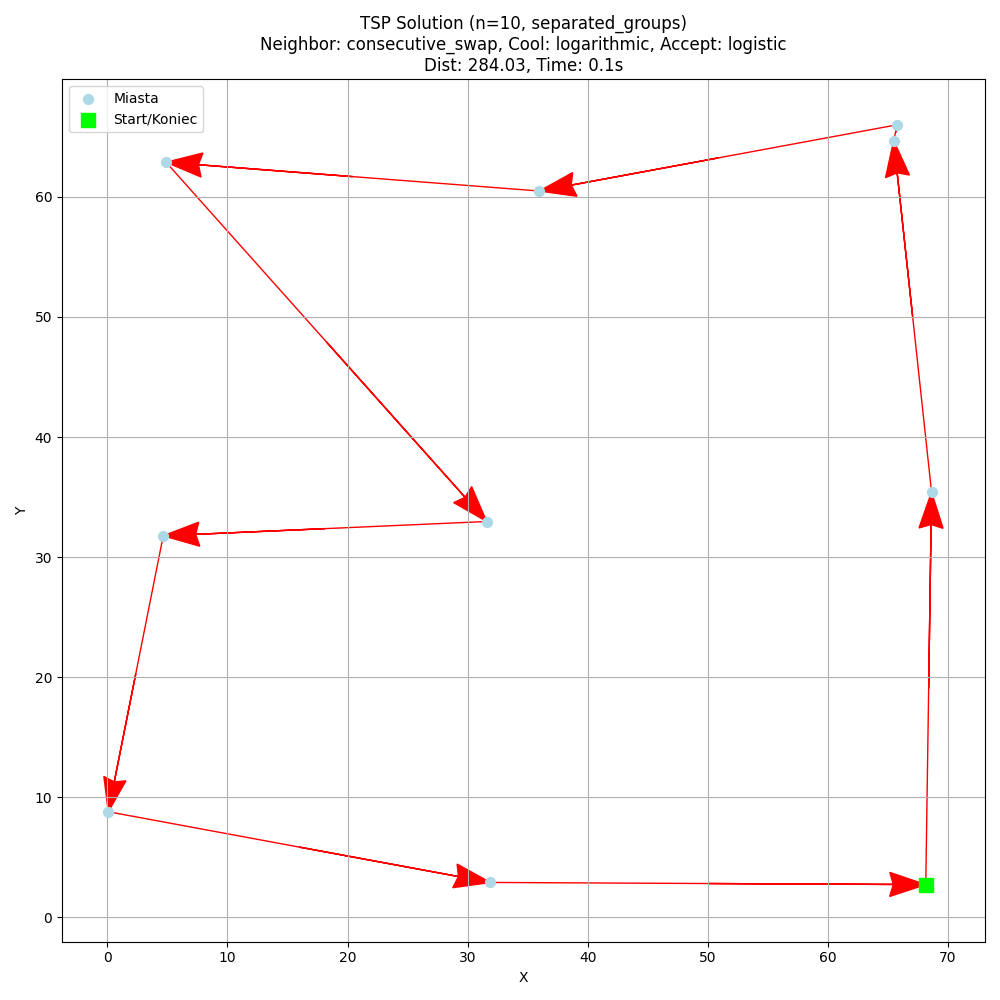 TSP Solution (n=10, separated_groups)
Neighbor: consecutive_swap, Cool: logarithmic, Accept: logistic
Dist: 284.03, Time: 0.1s
Miasta
Start/Koniec
60
50
40
30
20
10
0
Y
0 10 20 30 40 50 60 70
X